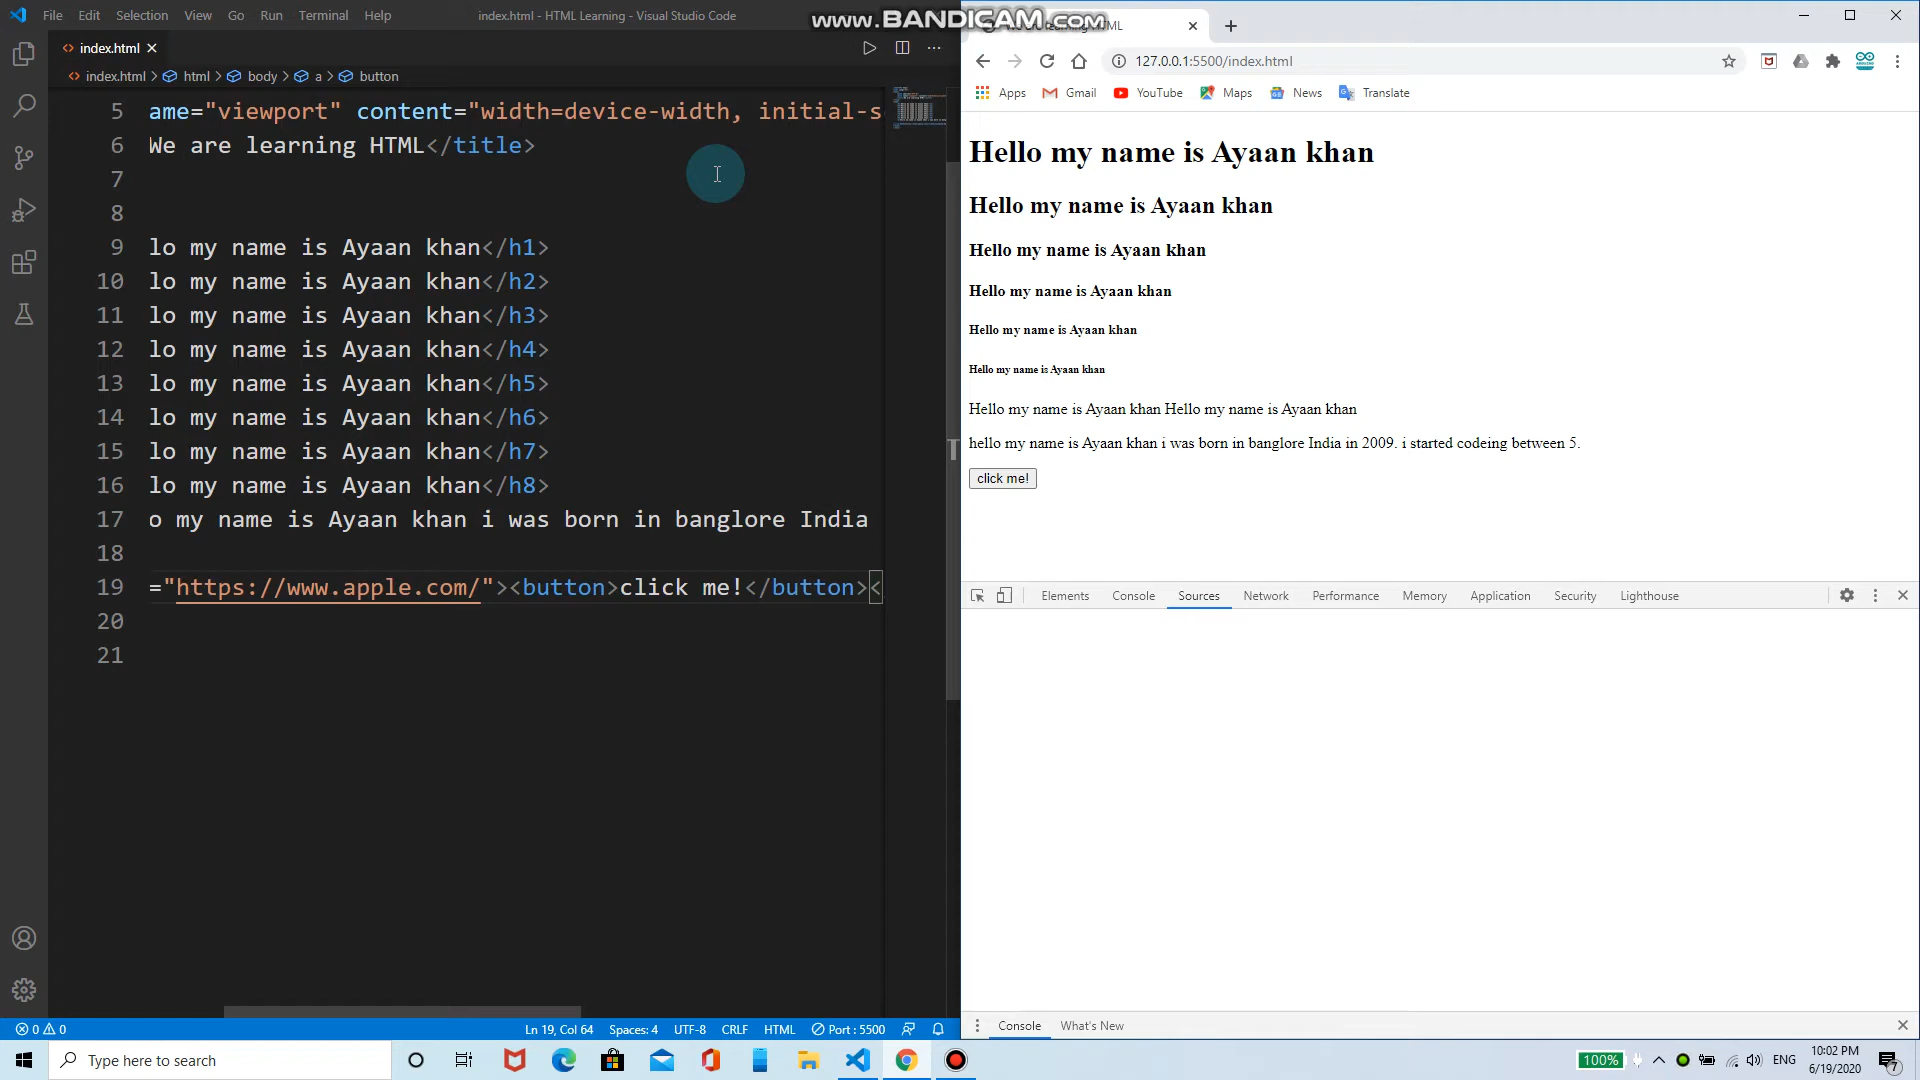 File Edit Selection View Go Run Terminal Help
index.html - HTML Learning - Visual Studio Code
www.BANDICAM.com
index.html
index.html > html > body > a > button
5 ame="viewport" content="width=device-width, initial-s
6 We are learning HTML</title>
7
8
9 lo my name is Ayaan khan</h1>
10 lo my name is Ayaan khan</h2>
11 lo my name is Ayaan khan</h3>
12 lo my name is Ayaan khan</h4>
13 lo my name is Ayaan khan</h5>
14 lo my name is Ayaan khan</h6>
15 lo my name is Ayaan khan</h7>
16 lo my name is Ayaan khan</h8>
17 o my name is Ayaan khan i was born in banglore India
18
19 ="https://www.apple.com/"><button>click me!</button><
20
21
0 0
Ln 19, Col 64 Spaces: 4 UTF-8 CRLF HTML Port : 5500
We are learning HTML
127.0.0.1:5500/index.html
Apps Gmail YouTube Maps News Translate
Hello my name is Ayaan khan
Hello my name is Ayaan khan
Hello my name is Ayaan khan
Hello my name is Ayaan khan
Hello my name is Ayaan khan
Hello my name is Ayaan khan
Hello my name is Ayaan khan Hello my name is Ayaan khan
hello my name is Ayaan khan i was born in banglore India in 2009. i started codeing between 5.
click me!
Elements Console Sources Network Performance Memory Application Security Lighthouse
Console What's New
Type here to search
100%
ENG
10:02 PM
6/19/2020
7